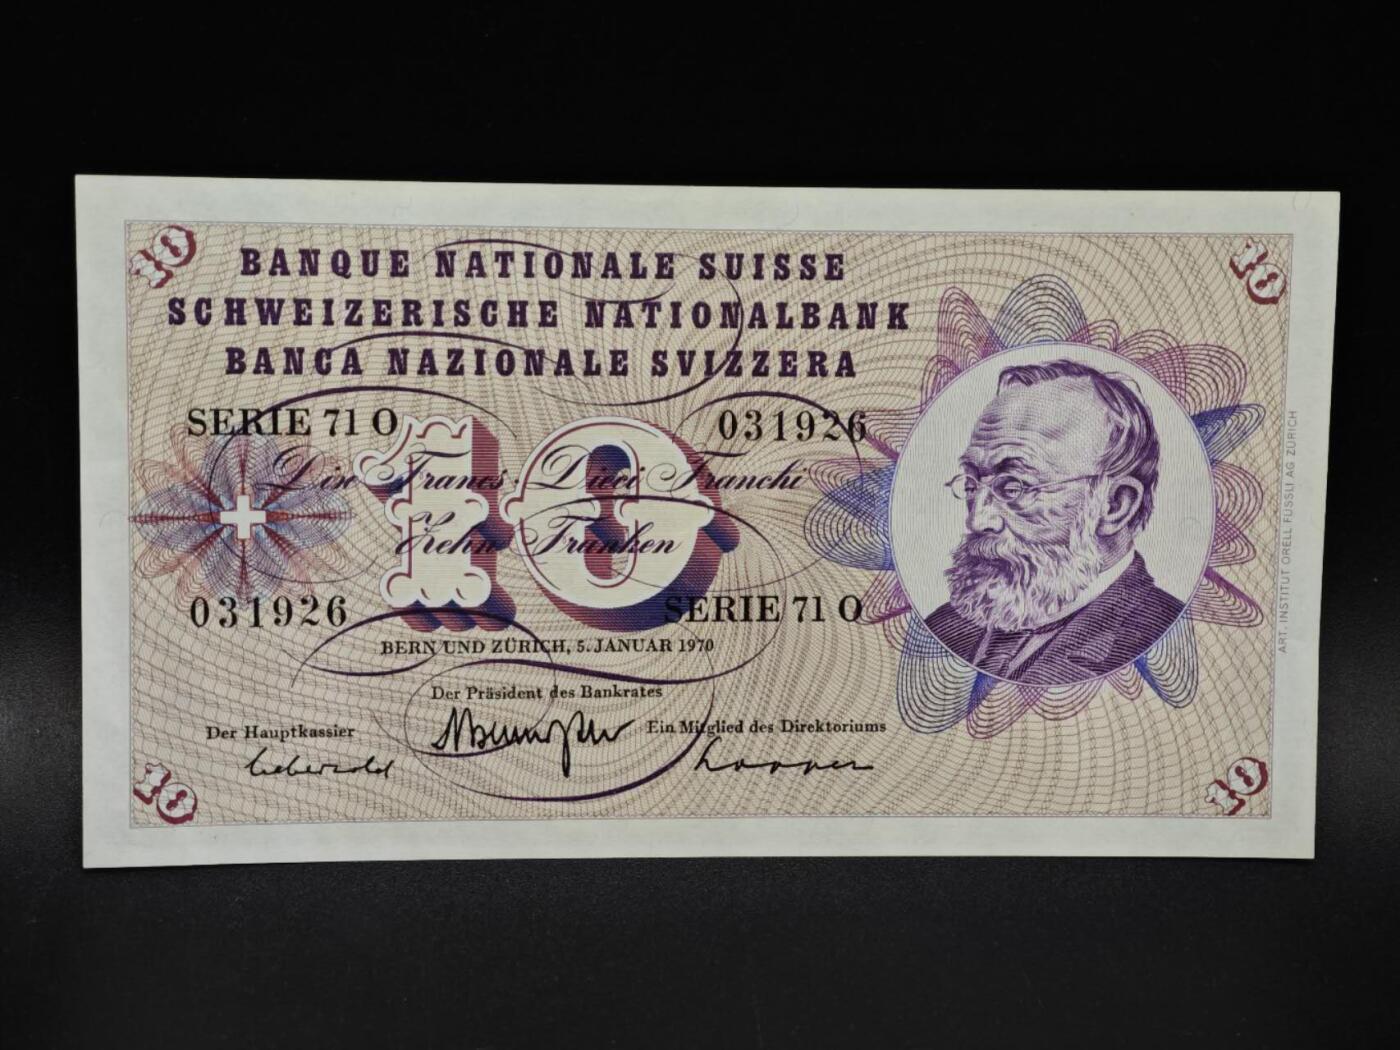 10 10
BANQUE NATIONALE SUISSE
SCHWEIZERISCHE NATIONALBANK
BANCA NAZIONALE SVIZZERA
SERIE 71 O 031926
10
Dix Francs · Dieci Franchi
Zehn Franken
031926 SERIE 71 O
BERN UND ZÜRICH, 5. JANUAR 1970
Der Präsident des Bankrates
Der Hauptkassier Ein Mitglied des Direktoriums
10 10
ART. INSTITUT ORELL FÜSSLI AG ZÜRICH